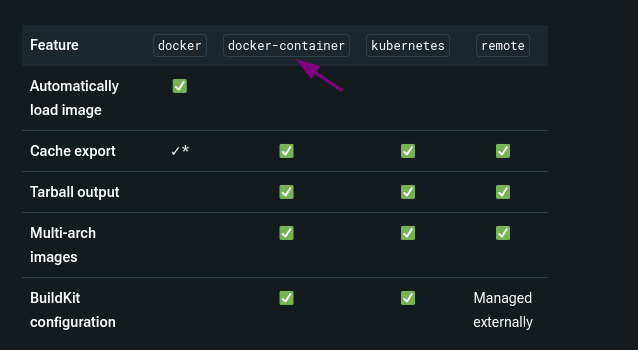 Feature docker docker-container kubernetes remote
Automatically ✅
load image
Cache export ✓* ✅ ✅ ✅
Tarball output ✅ ✅ ✅
Multi-arch ✅ ✅ ✅
images
BuildKit ✅ ✅ Managed
configuration externally